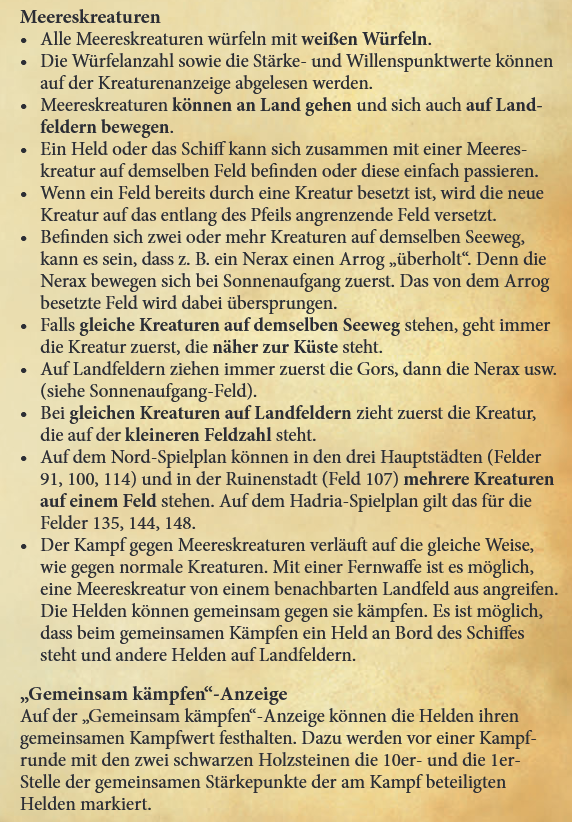 Meereskreaturen
• Alle Meereskreaturen würfeln mit weißen Würfeln.
• Die Würfelanzahl sowie die Stärke- und Willenspunktwerte können
auf der Kreaturenanzeige abgelesen werden.
• Meereskreaturen können an Land gehen und sich auch auf Land-
feldern bewegen.
• Ein Held oder das Schiff kann sich zusammen mit einer Meeres-
kreatur auf demselben Feld befinden oder diese einfach passieren.
• Wenn ein Feld bereits durch eine Kreatur besetzt ist, wird die neue
Kreatur auf das entlang des Pfeils angrenzende Feld versetzt.
• Befinden sich zwei oder mehr Kreaturen auf demselben Seeweg,
kann es sein, dass z. B. ein Nerax einen Arrog „überholt“. Denn die
Nerax bewegen sich bei Sonnenaufgang zuerst. Das von dem Arrog
besetzte Feld wird dabei übersprungen.
• Falls gleiche Kreaturen auf demselben Seeweg stehen, geht immer
die Kreatur zuerst, die näher zur Küste steht.
• Auf Landfeldern ziehen immer zuerst die Gors, dann die Nerax usw.
(siehe Sonnenaufgang-Feld).
• Bei gleichen Kreaturen auf Landfeldern zieht zuerst die Kreatur,
die auf der kleineren Feldzahl steht.
• Auf dem Nord-Spielplan können in den drei Hauptstädten (Felder
91, 100, 114) und in der Ruinenstadt (Feld 107) mehrere Kreaturen
auf einem Feld stehen. Auf dem Hadria-Spielplan gilt das für die
Felder 135, 144, 148.
• Der Kampf gegen Meereskreaturen verläuft auf die gleiche Weise,
wie gegen normale Kreaturen. Mit einer Fernwaffe ist es möglich,
eine Meereskreatur von einem benachbarten Landfeld aus angreifen.
Die Helden können gemeinsam gegen sie kämpfen. Es ist möglich,
dass beim gemeinsamen Kämpfen ein Held an Bord des Schiffes
steht und andere Helden auf Landfeldern.
„Gemeinsam kämpfen“-Anzeige
Auf der „Gemeinsam kämpfen“-Anzeige können die Helden ihren
gemeinsamen Kampfwert festhalten. Dazu werden vor einer Kampf-
runde mit den zwei schwarzen Holzsteinen die 10er- und die 1er-
Stelle der gemeinsamen Stärkepunkte der am Kampf beteiligten
Helden markiert.